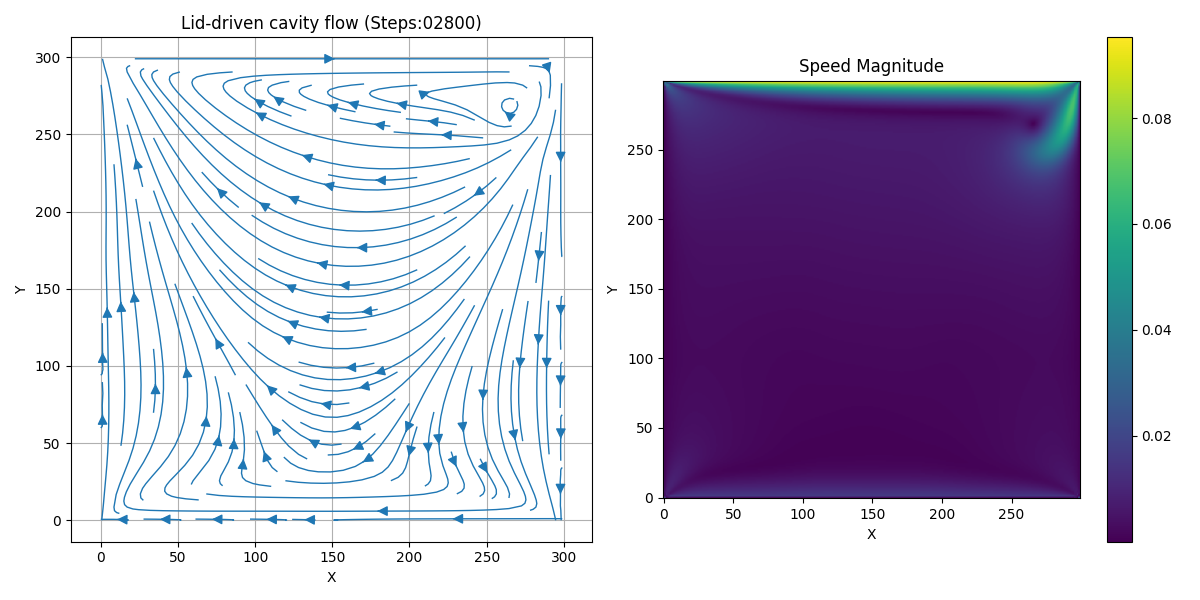 Lid-driven cavity flow (Steps:02800)
300
250
200
150
100
50
0
Y
0 50 100 150 200 250 300
X
Speed Magnitude
250
200
150
100
50
0
Y
0 50 100 150 200 250
X
0.08
0.06
0.04
0.02